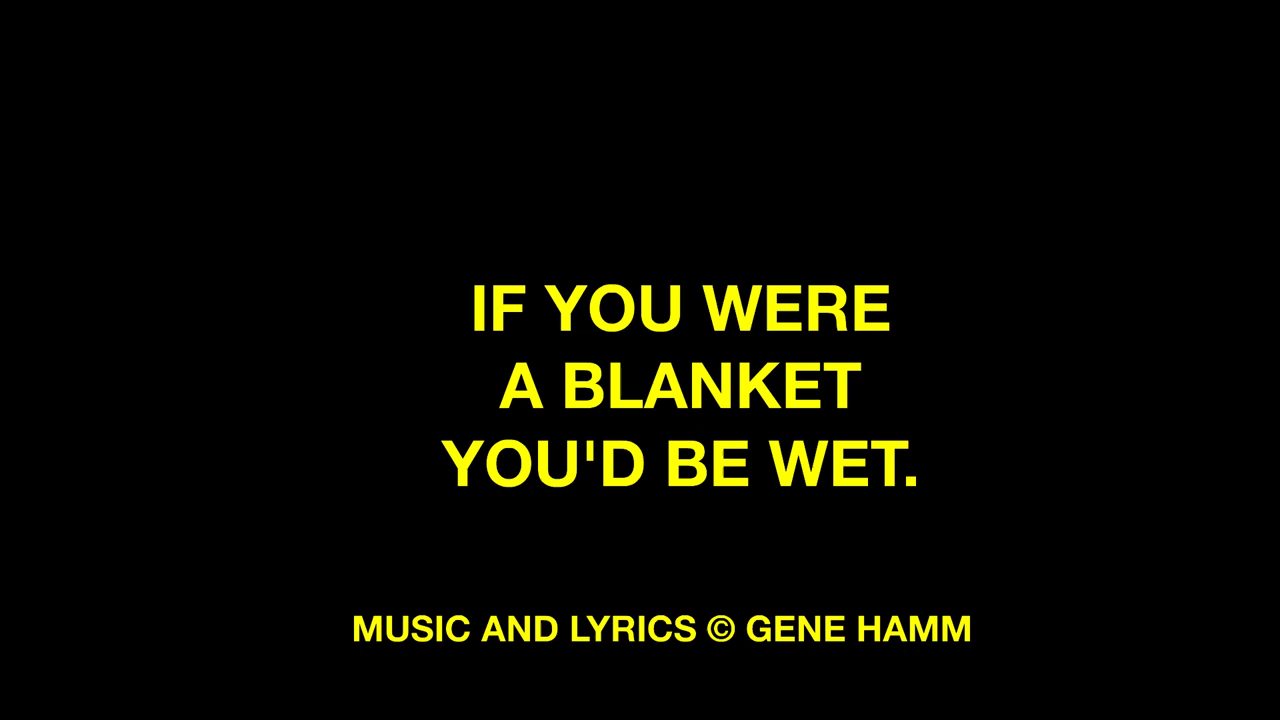 IF YOU WERE
A BLANKET
YOU'D BE WET.
MUSIC AND LYRICS © GENE HAMM